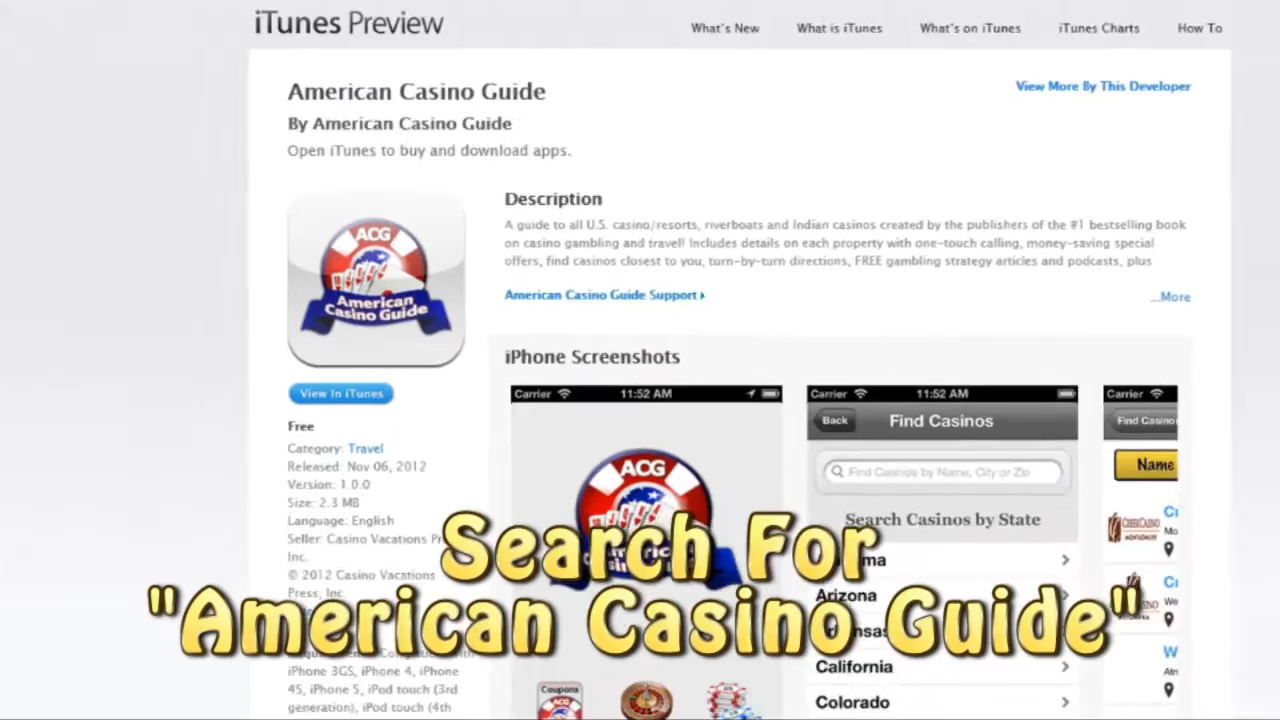 iTunes Preview
What's New
What is iTunes
What's on iTunes
iTunes Charts
How To
American Casino Guide
View More By This Developer
By American Casino Guide
Open iTunes to buy and download apps.
ACG
American
Casino Guide
View In iTunes
Free
Category: Travel
Released: Nov 06, 2012
Version: 1.0.0
Size: 2.3 MB
Language: English
Seller: Casino Vacations
Inc.
© 2012 Casino Vacations
Press, Inc.
iPhone 3GS, iPhone 4, iPhone
4S, iPhone 5, iPod touch (3rd
generation), iPod touch (4th
Description
A guide to all U.S. casino/resorts, riverboats and Indian casinos created by the publishers of the #1 bestselling book
on casino gambling and travel! Includes details on each property with one-touch calling, money-saving special
offers, find casinos closest to you, turn-by-turn directions, FREE gambling strategy articles and podcasts, plus
American Casino Guide Support
...More
iPhone Screenshots
Carrier 11:52 AM
ACG
Coupons
ACG
Carrier 11:52 AM
Back
Find Casinos
Find Casinos by Name, City or Zip
Search Casinos by State
Arizona
California
Colorado
Carrier
Find Casinos
Name
Search For
"American Casino Guide"